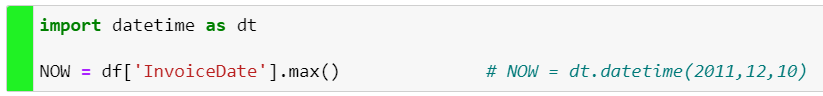 import datetime as dt
NOW = df['InvoiceDate'].max() # NOW = dt.datetime(2011,12,10)